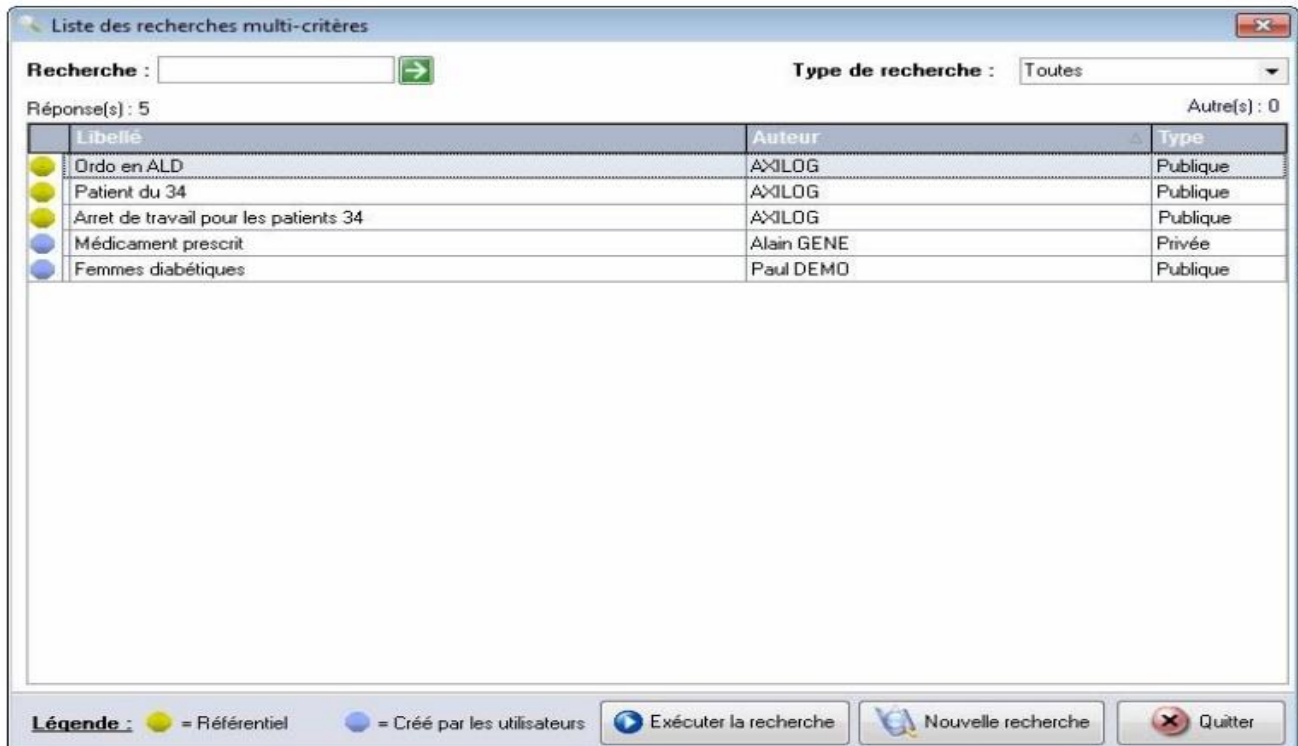 Liste des recherches multi-critères
Recherche : Type de recherche : Toutes
Réponse(s) : 5 Autre(s) : 0
Libellé Auteur Type
Ordo en ALD AXILOG Publique
Patient du 34 AXILOG Publique
Arret de travail pour les patients 34 AXILOG Publique
Médicament prescrit Alain GENE Privée
Femmes diabétiques Paul DEMO Publique
Légende : = Référentiel = Créé par les utilisateurs Exécuter la recherche Nouvelle recherche Quitter